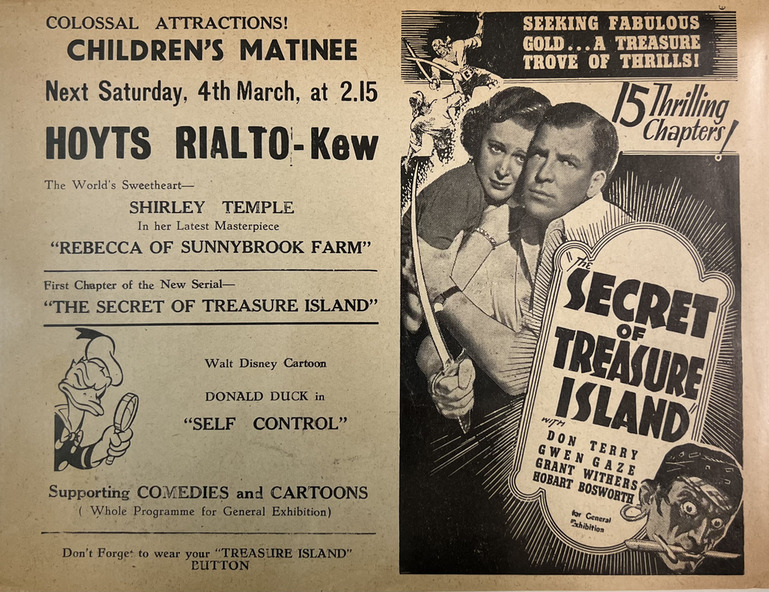 COLOSSAL ATTRACTIONS!
CHILDREN'S MATINEE
Next Saturday, 4th March, at 2.15
HOYTS RIALTO-Kew
The World's Sweetheart—
SHIRLEY TEMPLE
In her Latest Masterpiece
"REBECCA OF SUNNYBROOK FARM"
First Chapter of the New Serial—
"THE SECRET OF TREASURE ISLAND"
Walt Disney Cartoon
DONALD DUCK in
"SELF CONTROL"
Supporting COMEDIES and CARTOONS
( Whole Programme for General Exhibition)
Don't Forget to wear your "TREASURE ISLAND"
BUTTON
SEEKING FABULOUS
GOLD...A TREASURE
TROVE OF THRILLS!
15 Thrilling
Chapters!
The
SECRET
OF
TREASURE
ISLAND
WITH
DON TERRY
GWEN GAZE
GRANT WITHERS
HOBART BOSWORTH
for General
Exhibition